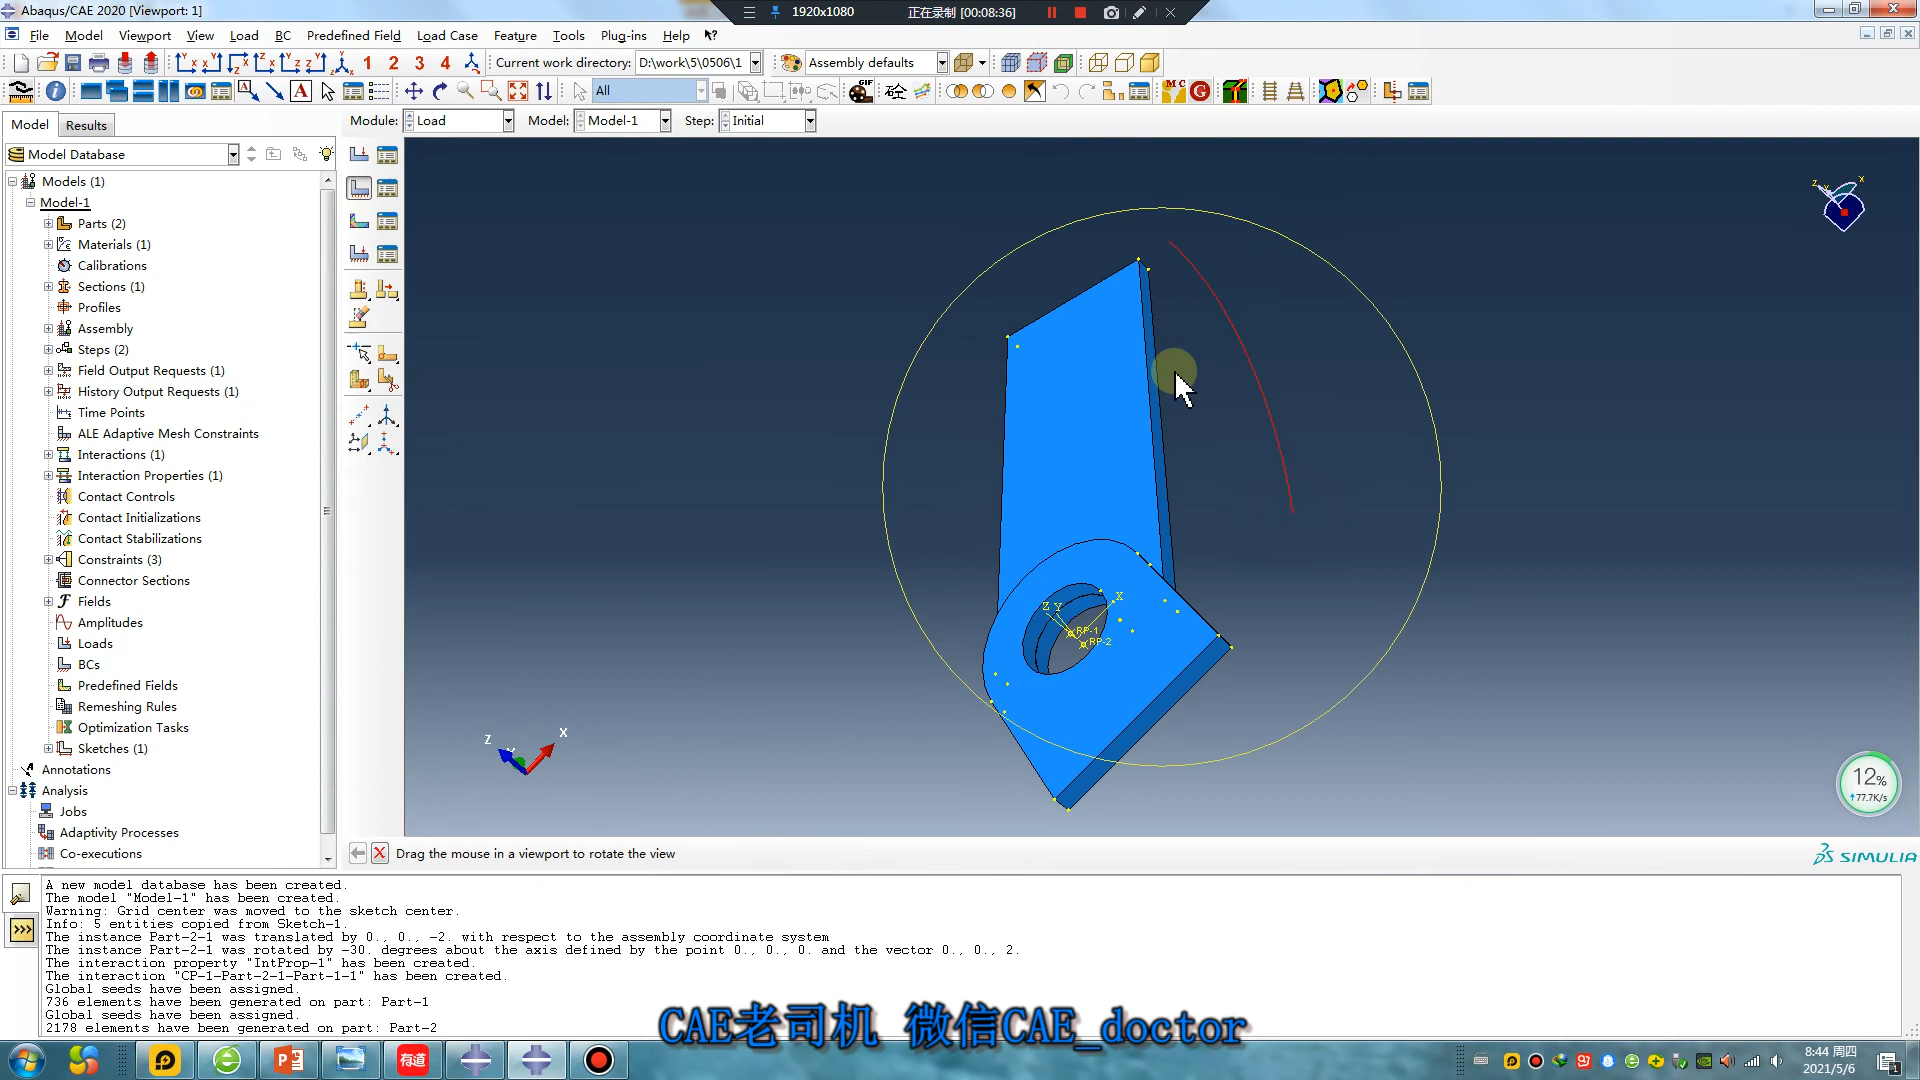 Abaqus/CAE 2020 [Viewport: 1]
1920x1080 正在录制 [00:08:36]
File Model Viewport View Load BC Predefined Field Load Case Feature Tools Plug-ins Help
1 2 3 4 Current work directory: D:\work\5\0506\1 Assembly defaults
All
Model Results Module: Load Model: Model-1 Step: Initial
Model Database
Models (1)
Model-1
Parts (2)
Materials (1)
Calibrations
Sections (1)
Profiles
Assembly
Steps (2)
Field Output Requests (1)
History Output Requests (1)
Time Points
ALE Adaptive Mesh Constraints
Interactions (1)
Interaction Properties (1)
Contact Controls
Contact Initializations
Contact Stabilizations
Constraints (3)
Connector Sections
Fields
Amplitudes
Loads
BCs
Predefined Fields
Remeshing Rules
Optimization Tasks
Sketches (1)
Annotations
Analysis
Jobs
Adaptivity Processes
Co-executions
Z Y X
Z Y X
RP-1
RP-2
Z X
12%
↑77.7K/s
Drag the mouse in a viewport to rotate the view
SIMULIA
A new model database has been created.
The model "Model-1" has been created.
Warning: Grid center was moved to the sketch center.
Info: 5 entities copied from Sketch-1.
The instance Part-2-1 was translated by 0., 0., -2. with respect to the assembly coordinate system
The instance Part-2-1 was rotated by -30. degrees about the axis defined by the point 0., 0., 0. and the vector 0., 0., 2.
The interaction property "IntProp-1" has been created.
The interaction "CP-1-Part-2-1-Part-1-1" has been created.
Global seeds have been assigned.
736 elements have been generated on part: Part-1
Global seeds have been assigned.
2178 elements have been generated on part: Part-2
CAE老司机 微信CAE_doctor
有道
8:44 周四
2021/5/6